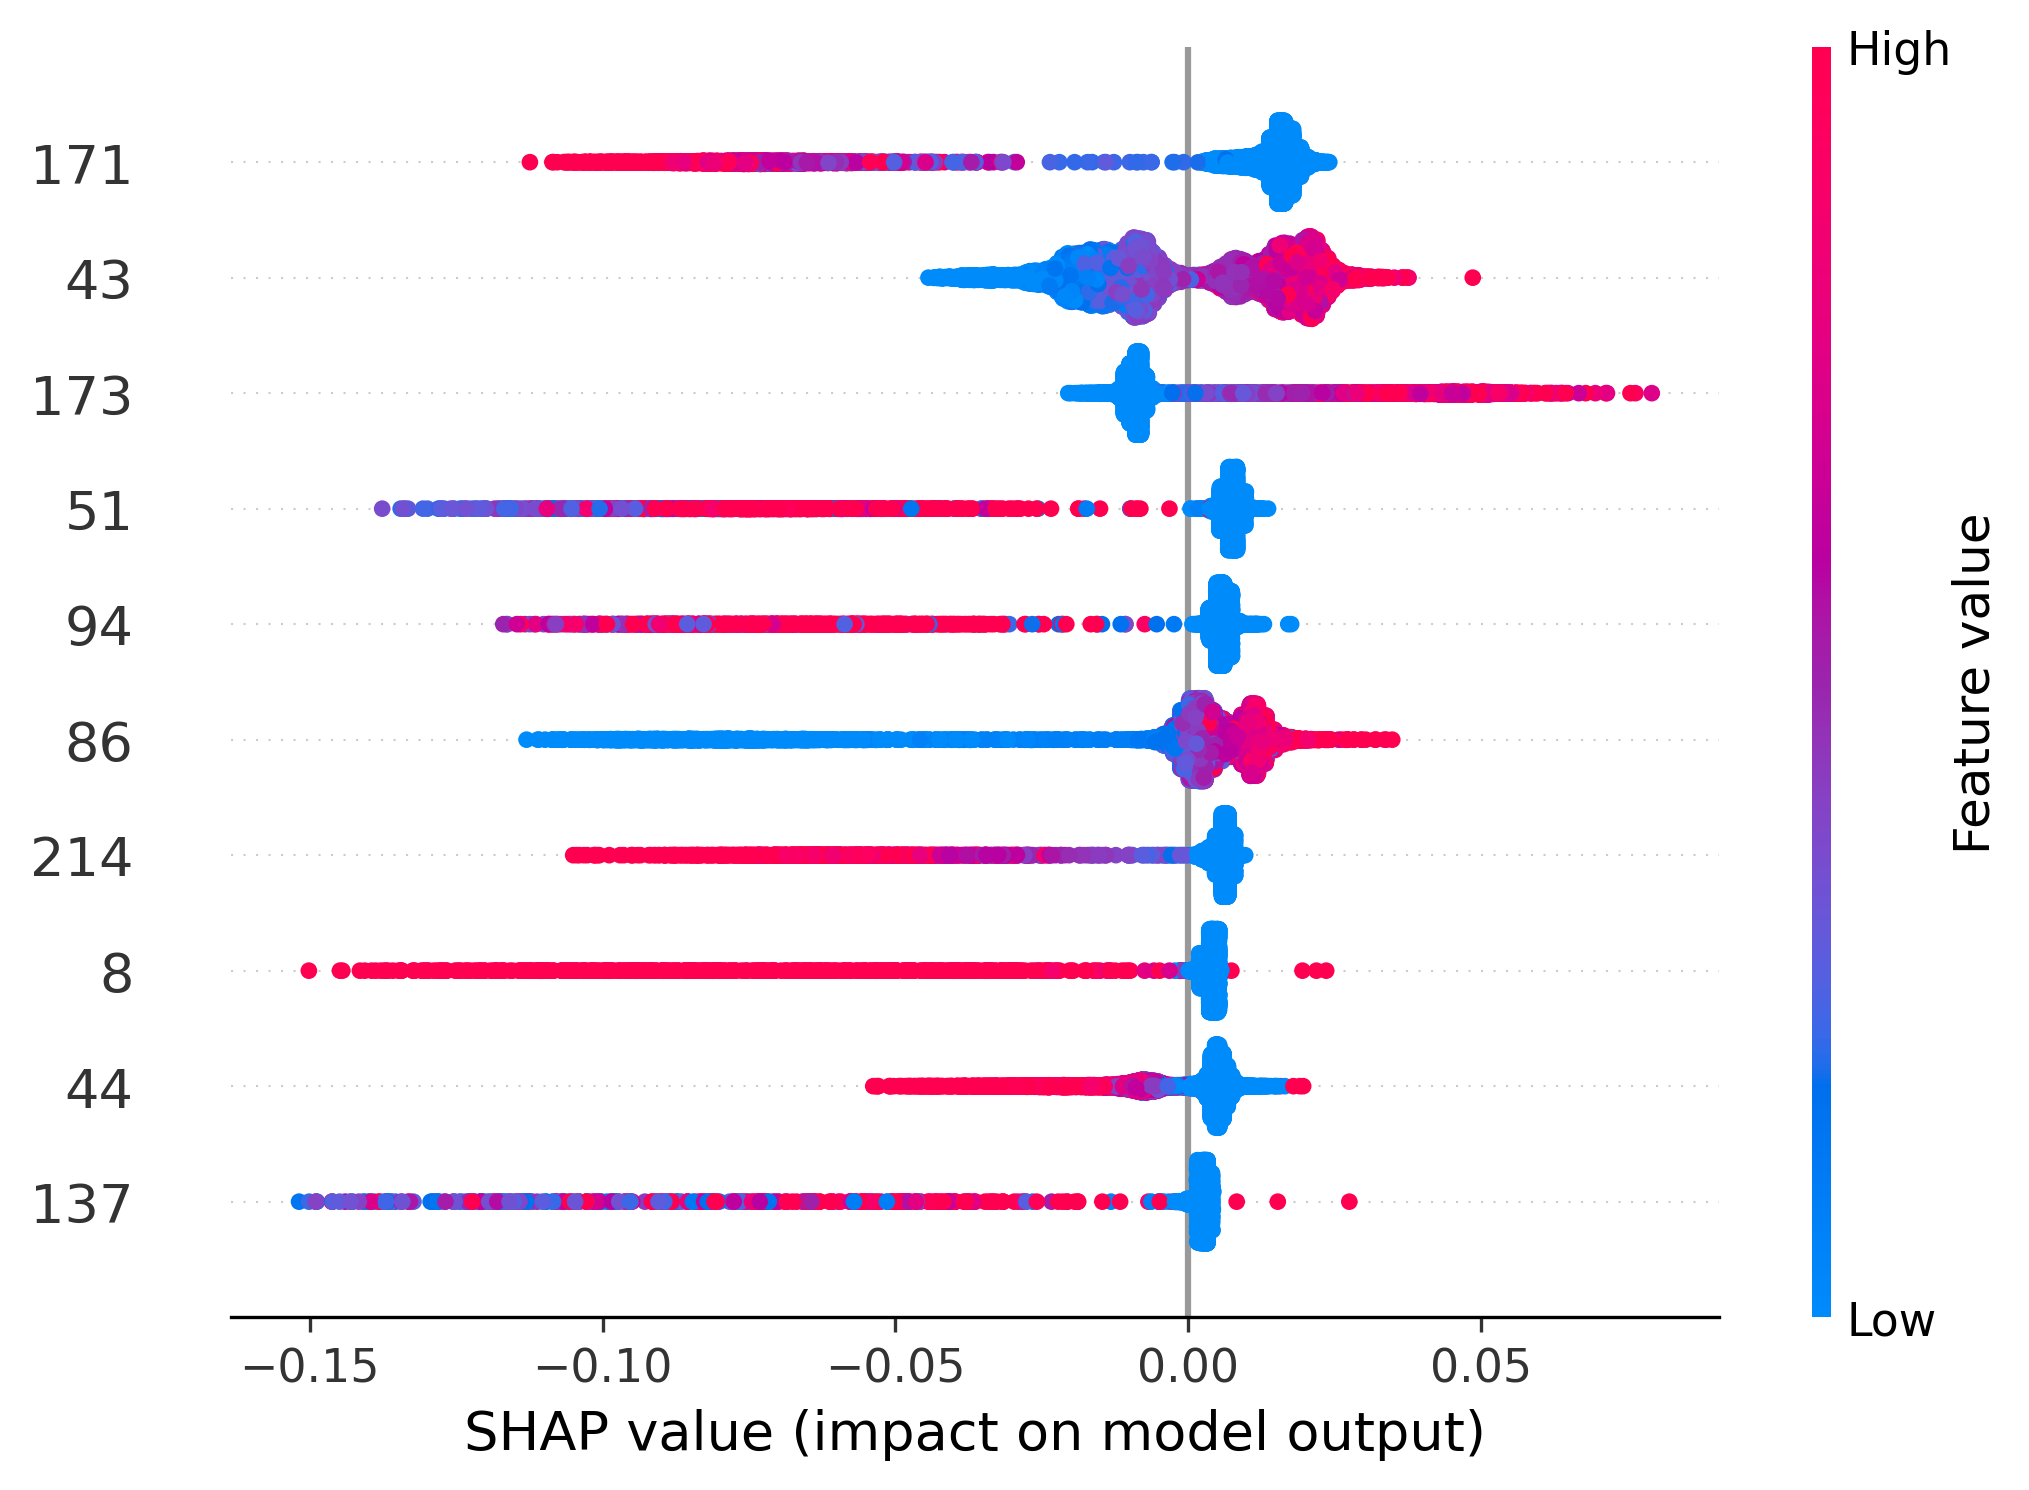 High
171
43
173
51
94
86
214
8
44
137
Feature value
Low
−0.15 −0.10 −0.05 0.00 0.05
SHAP value (impact on model output)